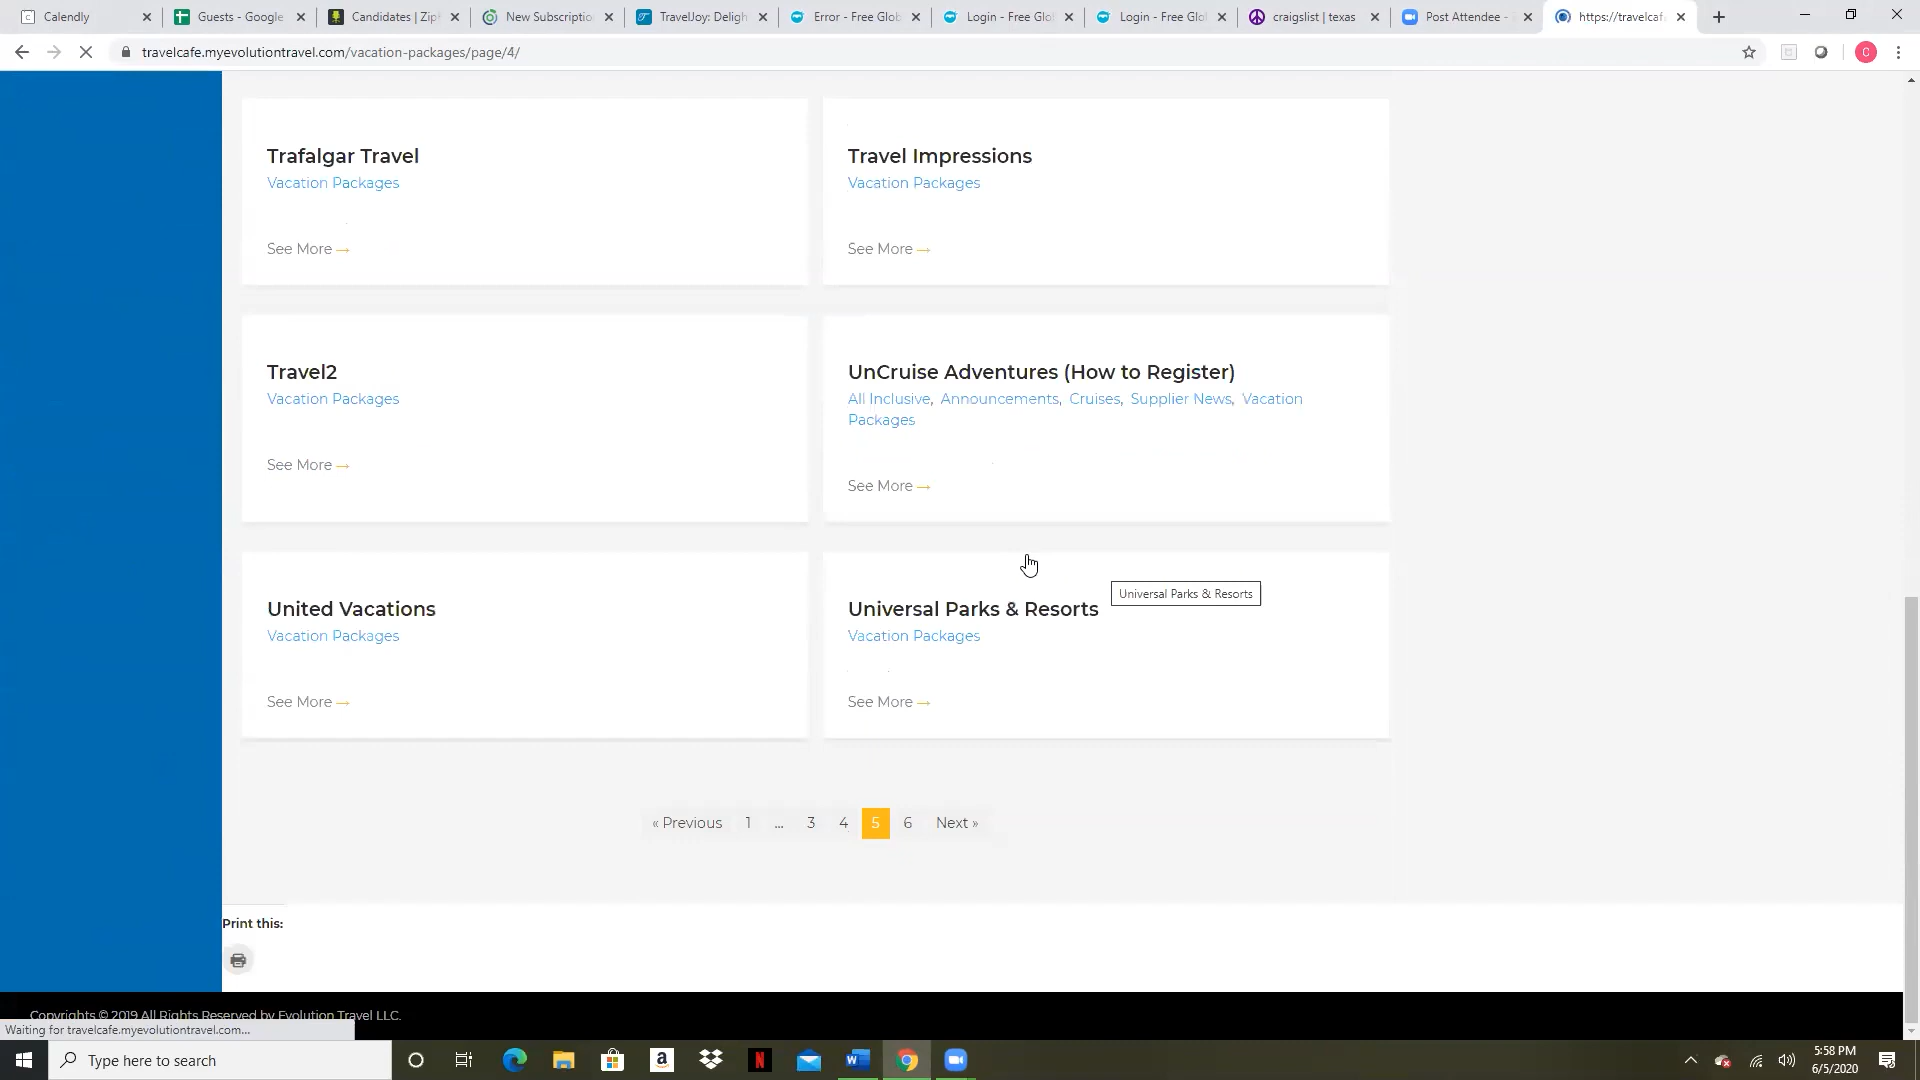 Calendly
Guests - Google
Candidates | Zip
New Subscriptio
TravelJoy: Deligh
Error - Free Glob
Login - Free Glo
Login - Free Glo
craigslist | texas
Post Attendee -
https://travelcaf
travelcafe.myevolutiontravel.com/vacation-packages/page/4/
Trafalgar Travel
Vacation Packages
See More →
Travel Impressions
Vacation Packages
See More →
Travel2
Vacation Packages
See More →
UnCruise Adventures (How to Register)
All Inclusive, Announcements, Cruises, Supplier News, Vacation
Packages
See More →
United Vacations
Vacation Packages
See More →
Universal Parks & Resorts
Vacation Packages
See More →
Universal Parks & Resorts
« Previous 1 ... 3 4 5 6 Next »
Print this:
Copyrights © 2019 All Rights Reserved by Evolution Travel LLC.
Waiting for travelcafe.myevolutiontravel.com...
Type here to search
5:58 PM
6/5/2020